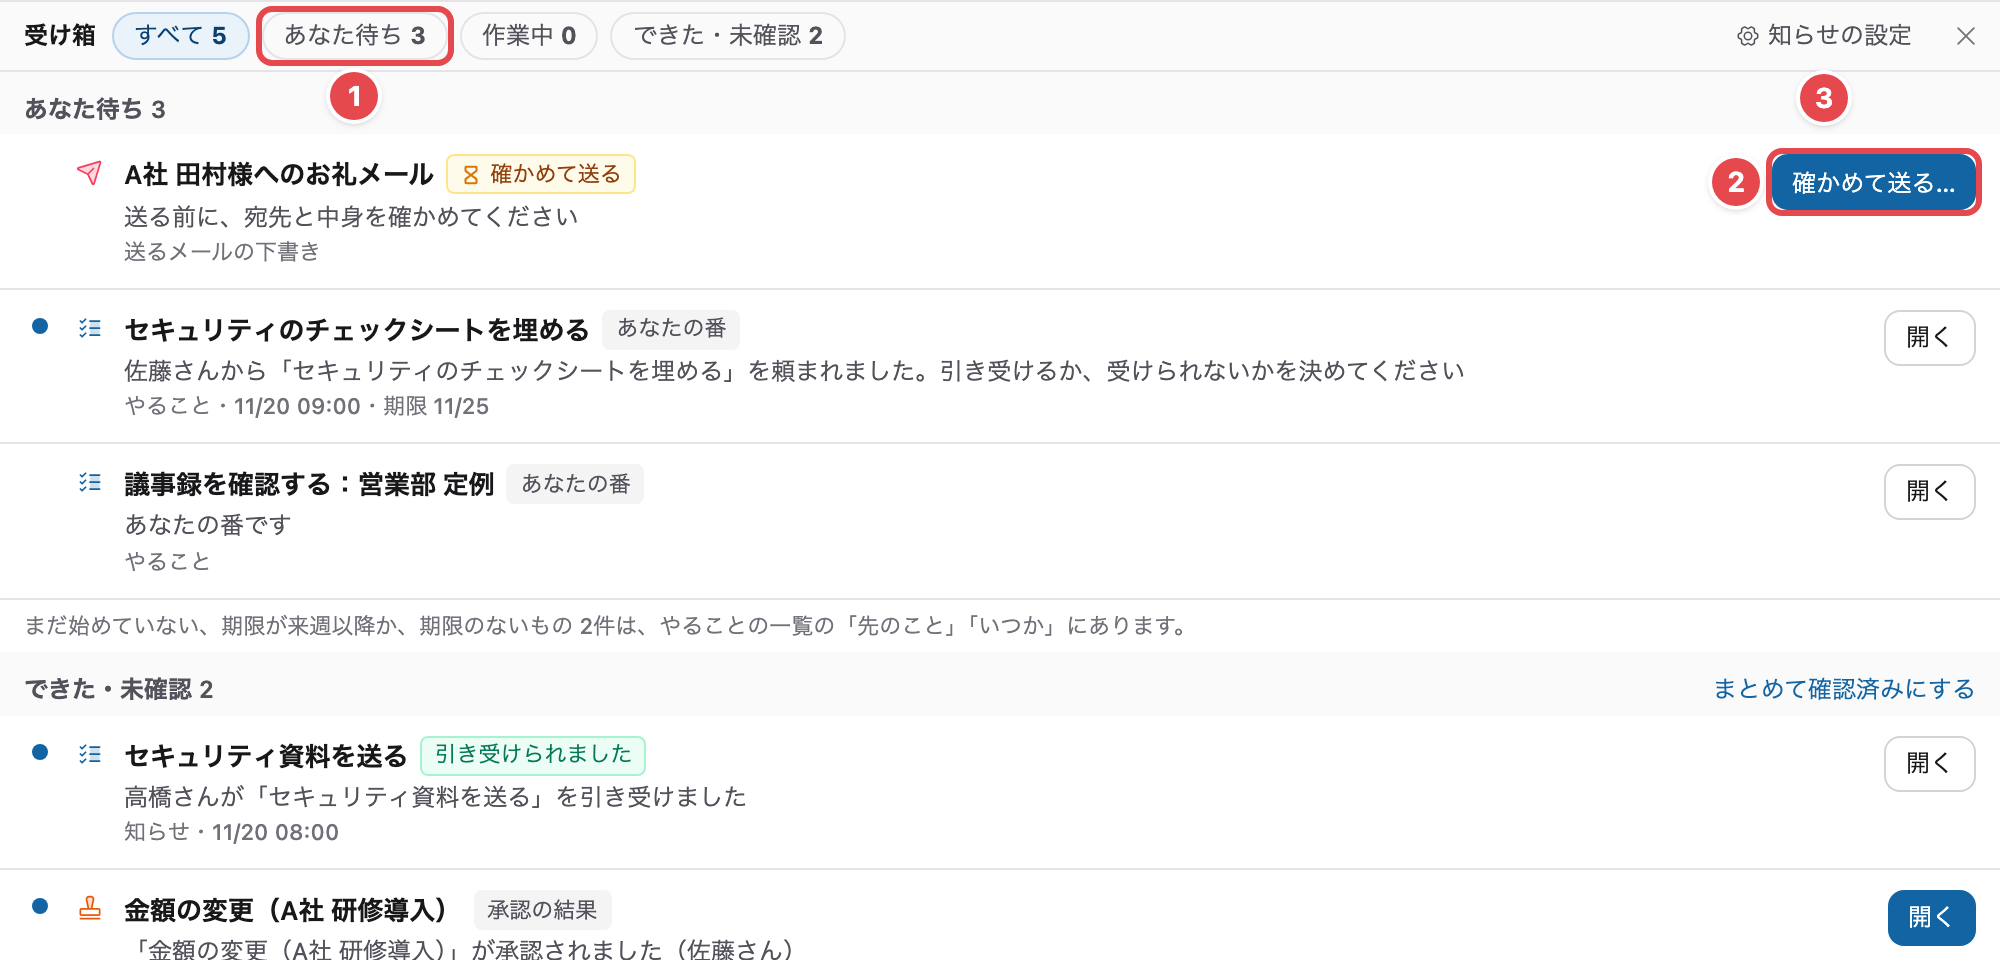 受け箱 すべて 5 あなた待ち 3 作業中 0 できた・未確認 2 知らせの設定
1
あなた待ち 3
3
A社 田村様へのお礼メール 確かめて送る
2 確かめて送る...
送る前に、宛先と中身を確かめてください
送るメールの下書き
セキュリティのチェックシートを埋める あなたの番 開く
佐藤さんから「セキュリティのチェックシートを埋める」を頼まれました。引き受けるか、受けられないかを決めてください
やること・11/20 09:00・期限 11/25
議事録を確認する：営業部 定例 あなたの番 開く
あなたの番です
やること
まだ始めていない、期限が来週以降か、期限のないもの 2件は、やることの一覧の「先のこと」「いつか」にあります。
できた・未確認 2 まとめて確認済みにする
セキュリティ資料を送る 引き受けられました 開く
高橋さんが「セキュリティ資料を送る」を引き受けました
知らせ・11/20 08:00
金額の変更（A社 研修導入） 承認の結果 開く
「金額の変更（A社 研修導入）」が承認されました（佐藤さん）